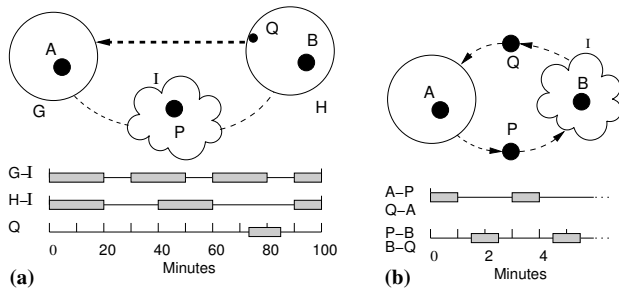 A
Q
B
G
I
P
H
G–I
H–I
Q
0 20 40 60 80 100
Minutes
(a)
Q
I
A
B
P
A–P
Q–A
P–B
B–Q
0 2 4
Minutes
(b)